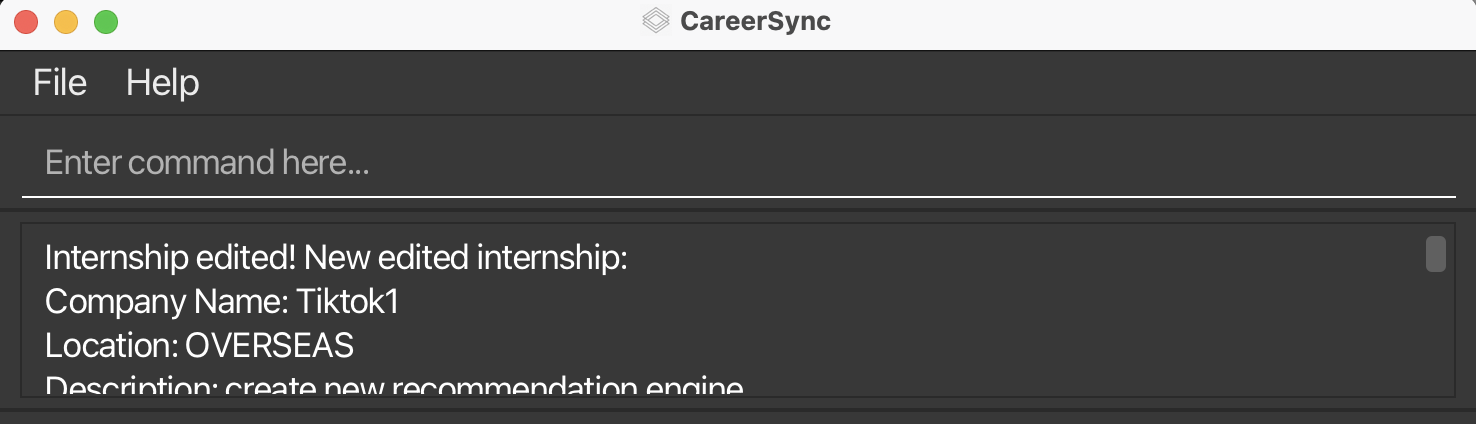 CareerSync
File Help
Enter command here...
Internship edited! New edited internship:
Company Name: Tiktok1
Location: OVERSEAS
Description: create new recommendation engine